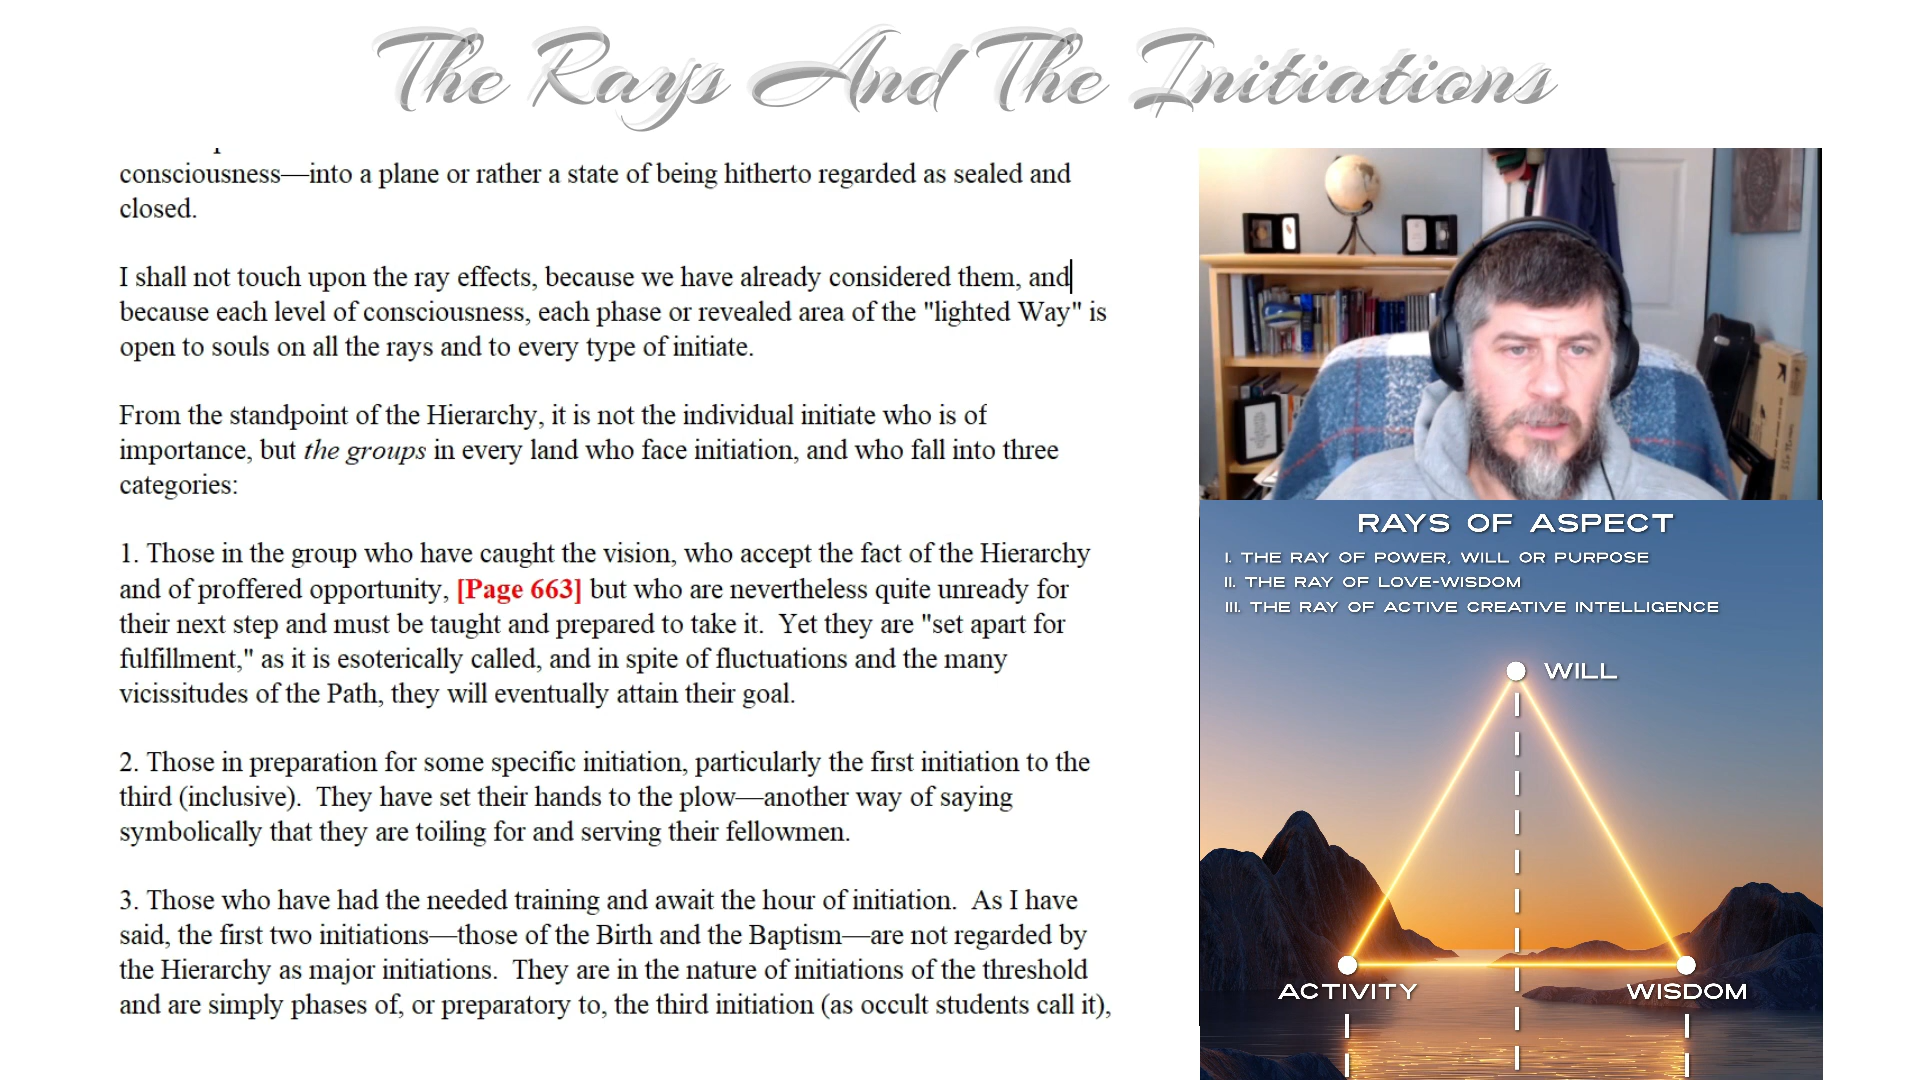 The Rays And The Initiations
consciousness—into a plane or rather a state of being hitherto regarded as sealed and
closed.
I shall not touch upon the ray effects, because we have already considered them, and
because each level of consciousness, each phase or revealed area of the "lighted Way" is
open to souls on all the rays and to every type of initiate.
From the standpoint of the Hierarchy, it is not the individual initiate who is of
importance, but the groups in every land who face initiation, and who fall into three
categories:
1. Those in the group who have caught the vision, who accept the fact of the Hierarchy
and of proffered opportunity, [Page 663] but who are nevertheless quite unready for
their next step and must be taught and prepared to take it.  Yet they are "set apart for
fulfillment," as it is esoterically called, and in spite of fluctuations and the many
vicissitudes of the Path, they will eventually attain their goal.
2. Those in preparation for some specific initiation, particularly the first initiation to the
third (inclusive).  They have set their hands to the plow—another way of saying
symbolically that they are toiling for and serving their fellowmen.
3. Those who have had the needed training and await the hour of initiation.  As I have
said, the first two initiations—those of the Birth and the Baptism—are not regarded by
the Hierarchy as major initiations.  They are in the nature of initiations of the threshold
and are simply phases of, or preparatory to, the third initiation (as occult students call it),
RAYS OF ASPECT
I. THE RAY OF POWER, WILL OR PURPOSE
II. THE RAY OF LOVE-WISDOM
III. THE RAY OF ACTIVE CREATIVE INTELLIGENCE
WILL
ACTIVITY
WISDOM